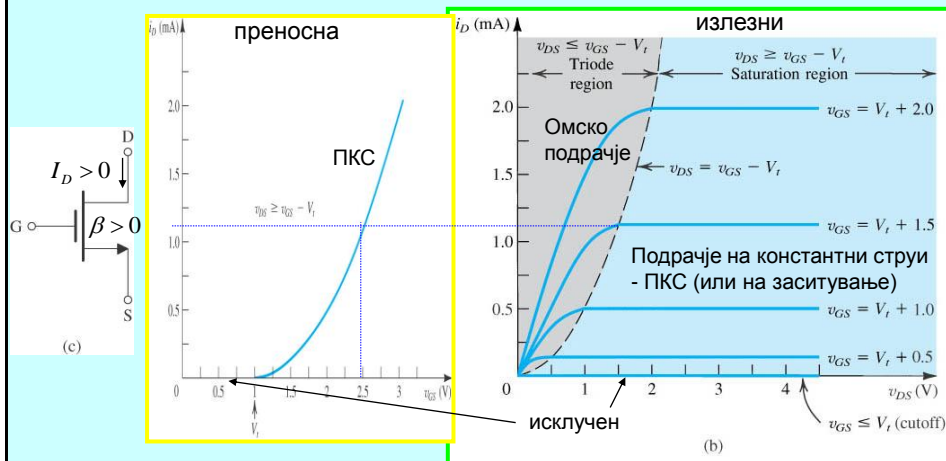 преносна
i_D (mA)
2.0
1.5
1.0
0.5
0
ПКС
v_DS ≥ v_GS − V_t
0 0.5 1 1.5 2 2.5 3 v_GS (V)
V_t
D
I_D > 0
G
β > 0
S
(c)
излезни
i_D (mA)
v_DS ≤ v_GS − V_t
Triode
region
v_DS ≥ v_GS − V_t
Saturation region
2.0
1.5
1.0
0.5
0
Омско
подрачје
v_DS = v_GS − V_t
v_GS = V_t + 2.0
v_GS = V_t + 1.5
Подрачје на константни струи
- ПКС (или на заситување)
v_GS = V_t + 1.0
v_GS = V_t + 0.5
0 1 2 3 4 v_DS (V)
v_GS ≤ V_t (cutoff)
исклучен
(b)